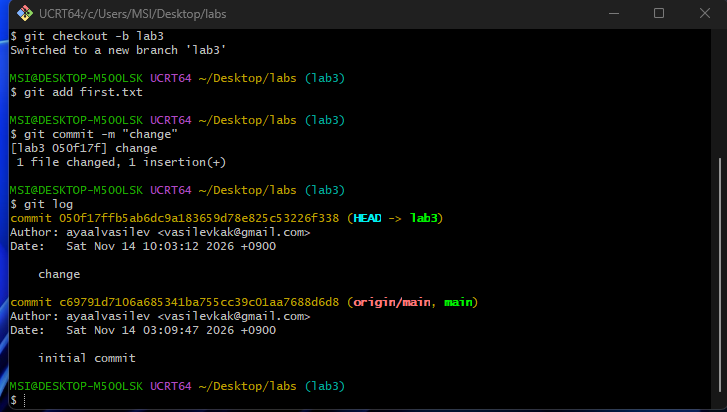 UCRT64:/c/Users/MSI/Desktop/labs
$ git checkout -b lab3
Switched to a new branch 'lab3'
MSI@DESKTOP-M5OOLSK UCRT64 ~/Desktop/labs (lab3)
$ git add first.txt
MSI@DESKTOP-M5OOLSK UCRT64 ~/Desktop/labs (lab3)
$ git commit -m "change"
[lab3 050f17f] change
 1 file changed, 1 insertion(+)
MSI@DESKTOP-M5OOLSK UCRT64 ~/Desktop/labs (lab3)
$ git log
commit 050f17ffb5ab6dc9a183659d78e825c53226f338 (HEAD -> lab3)
Author: ayaalvasilev <vasilevkak@gmail.com>
Date:   Sat Nov 14 10:03:12 2026 +0900
    change
commit c69791d7106a685341ba755cc39c01aa7688d6d8 (origin/main, main)
Author: ayaalvasilev <vasilevkak@gmail.com>
Date:   Sat Nov 14 03:09:47 2026 +0900
    initial commit
MSI@DESKTOP-M5OOLSK UCRT64 ~/Desktop/labs (lab3)
$